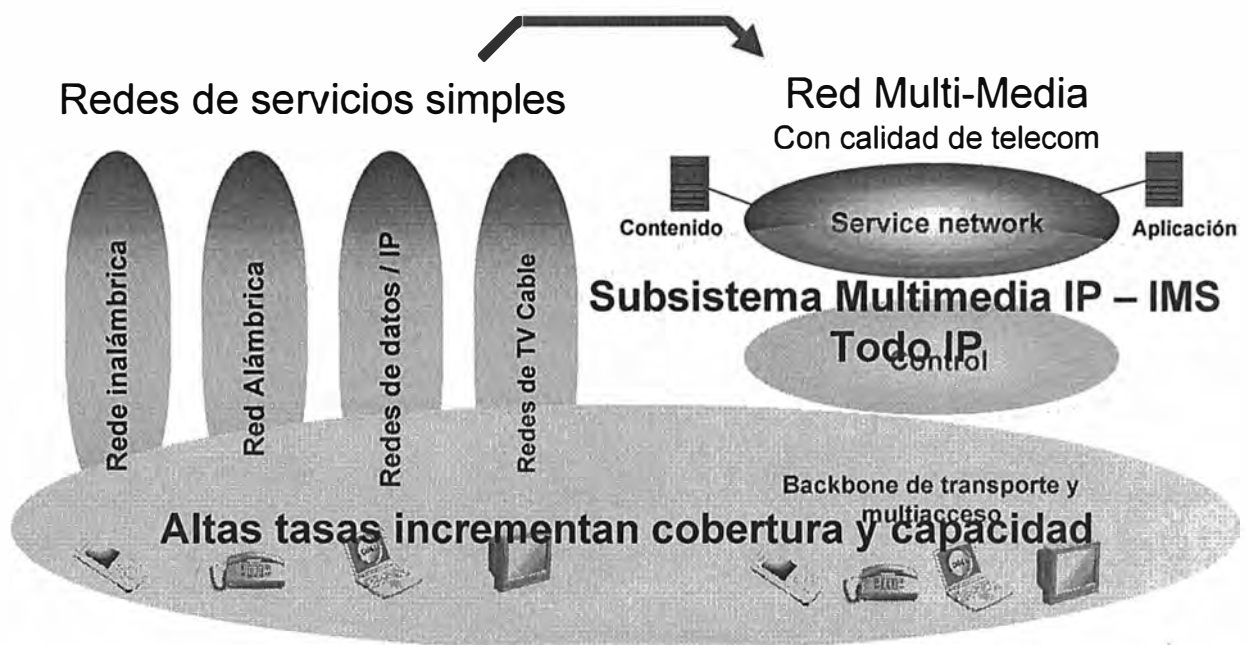 Redes de servicios simples
Red Multi-Media
Con calidad de telecom
Contenido
Service network
Aplicación
Rede inalámbrica
Red Alámbrica
Redes de datos / IP
Redes de TV Cable
Subsistema Multimedia IP – IMS
Todo IP
Control
Backbone de transporte y
multiacceso
Altas tasas incrementan cobertura y capacidad